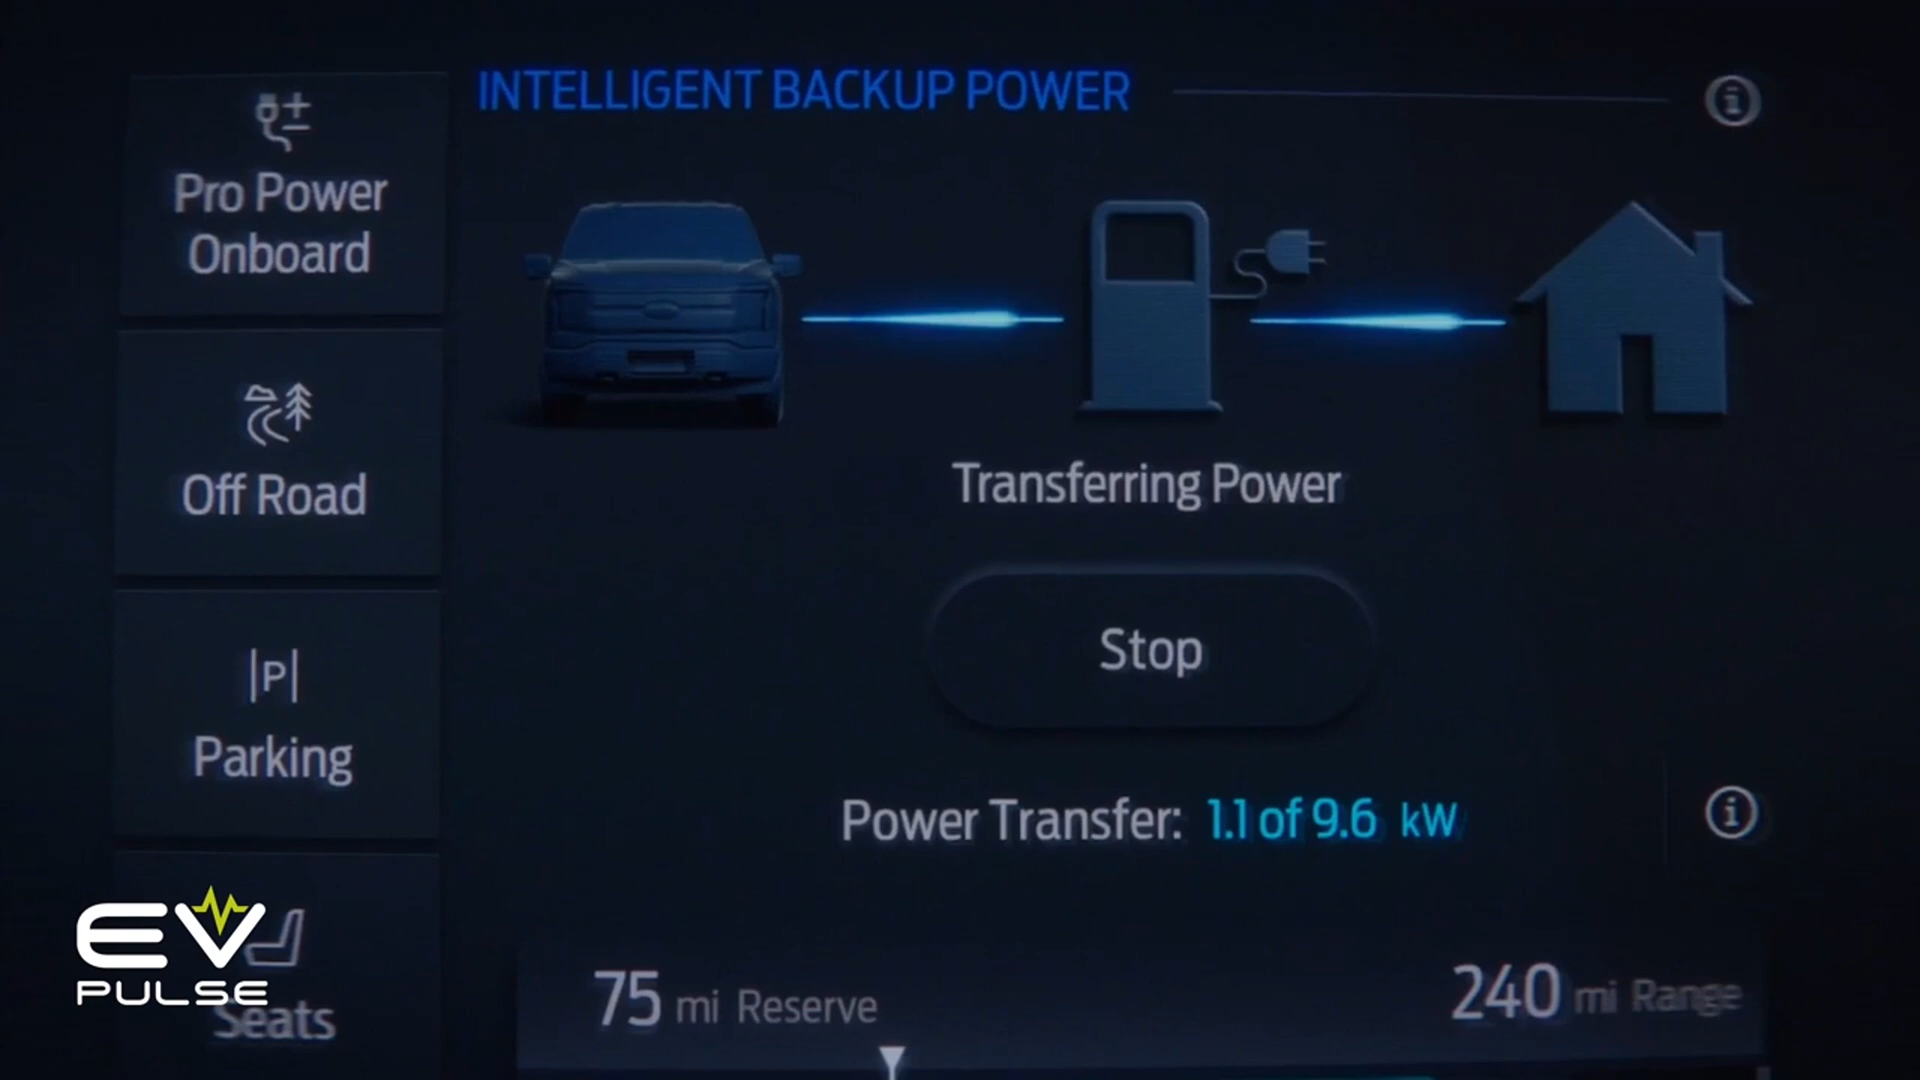 INTELLIGENT BACKUP POWER
Pro Power
Onboard
Off Road
P
Parking
Seats
Transferring Power
Stop
Power Transfer: 1.1 of 9.6 kW
75 mi Reserve
240 mi Range
EV
PULSE